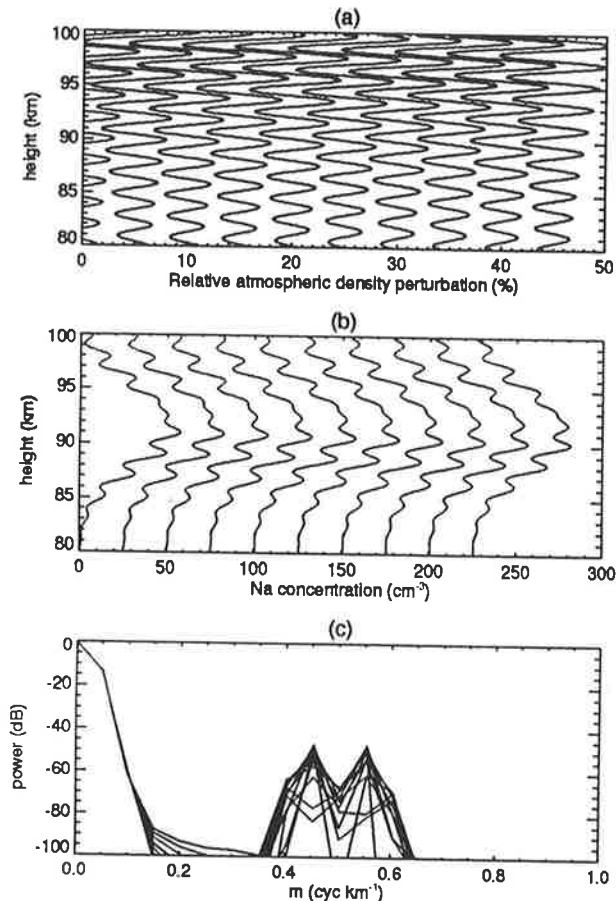 (a)
100
95
90
85
80
height (km)
0 10 20 30 40 50
Relative atmospheric density perturbation (%)
(b)
100
95
90
85
80
height (km)
0 50 100 150 200 250 300
Na concentration (cm⁻³)
(c)
0
-20
-40
-60
-80
-100
power (dB)
0.0 0.2 0.4 0.6 0.8 1.0
m (cyc km⁻¹)